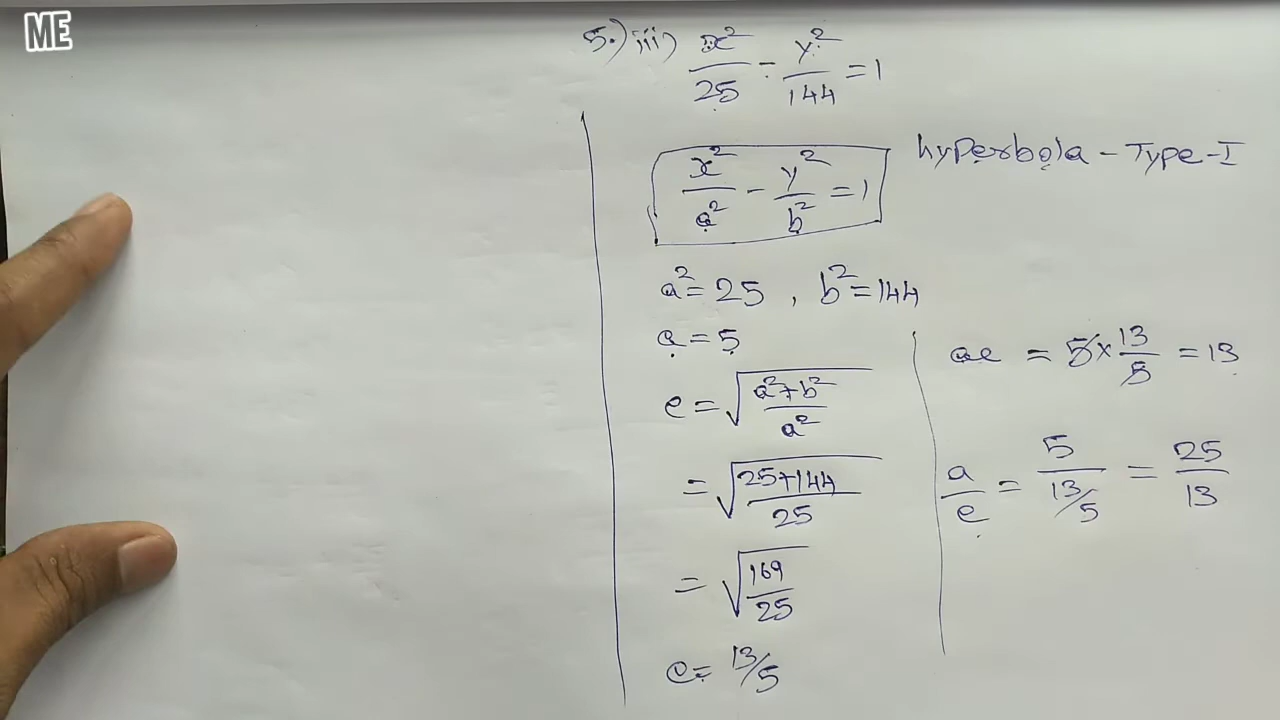 ME
5.) iii) x²/25 - y²/144 = 1
x²/a² - y²/b² = 1 hyperbola - Type - I
a² = 25 , b² = 144
a = 5
e = √(a²+b²/a²)
= √(25+144/25)
= √(169/25)
e = 13/5
ae = 5 × 13/5 = 13
a/e = 5/(13/5) = 25/13